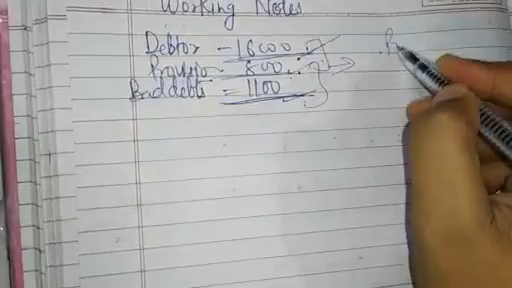 Working Notes
Debtor - 16000
Provision - 800
Bad debts = 1100